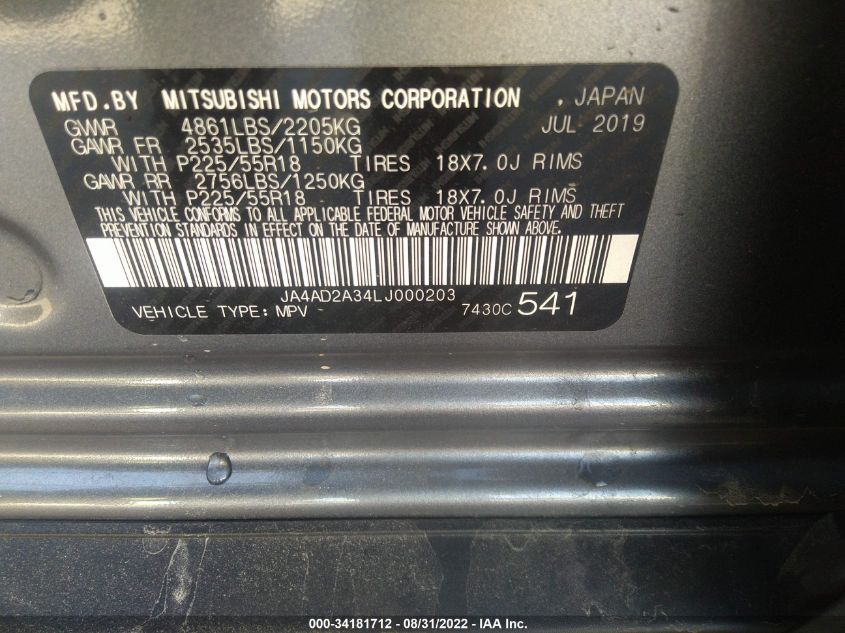 MFD.BY MITSUBISHI MOTORS CORPORATION . JAPAN
GVWR 4861LBS/2205KG JUL 2019
GAWR FR 2535LBS/1150KG
WITH P225/55R18 TIRES 18X7.0J RIMS
GAWR RR 2756LBS/1250KG
WITH P225/55R18 TIRES 18X7.0J RIMS
THIS VEHICLE CONFORMS TO ALL APPLICABLE FEDERAL MOTOR VEHICLE SAFETY AND THEFT
PREVENTION STANDARDS IN EFFECT ON THE DATE OF MANUFACTURE SHOWN ABOVE.
JA4AD2A34LJ000203
VEHICLE TYPE: MPV 7430C 541
000-34181712 - 08/31/2022 - IAA Inc.